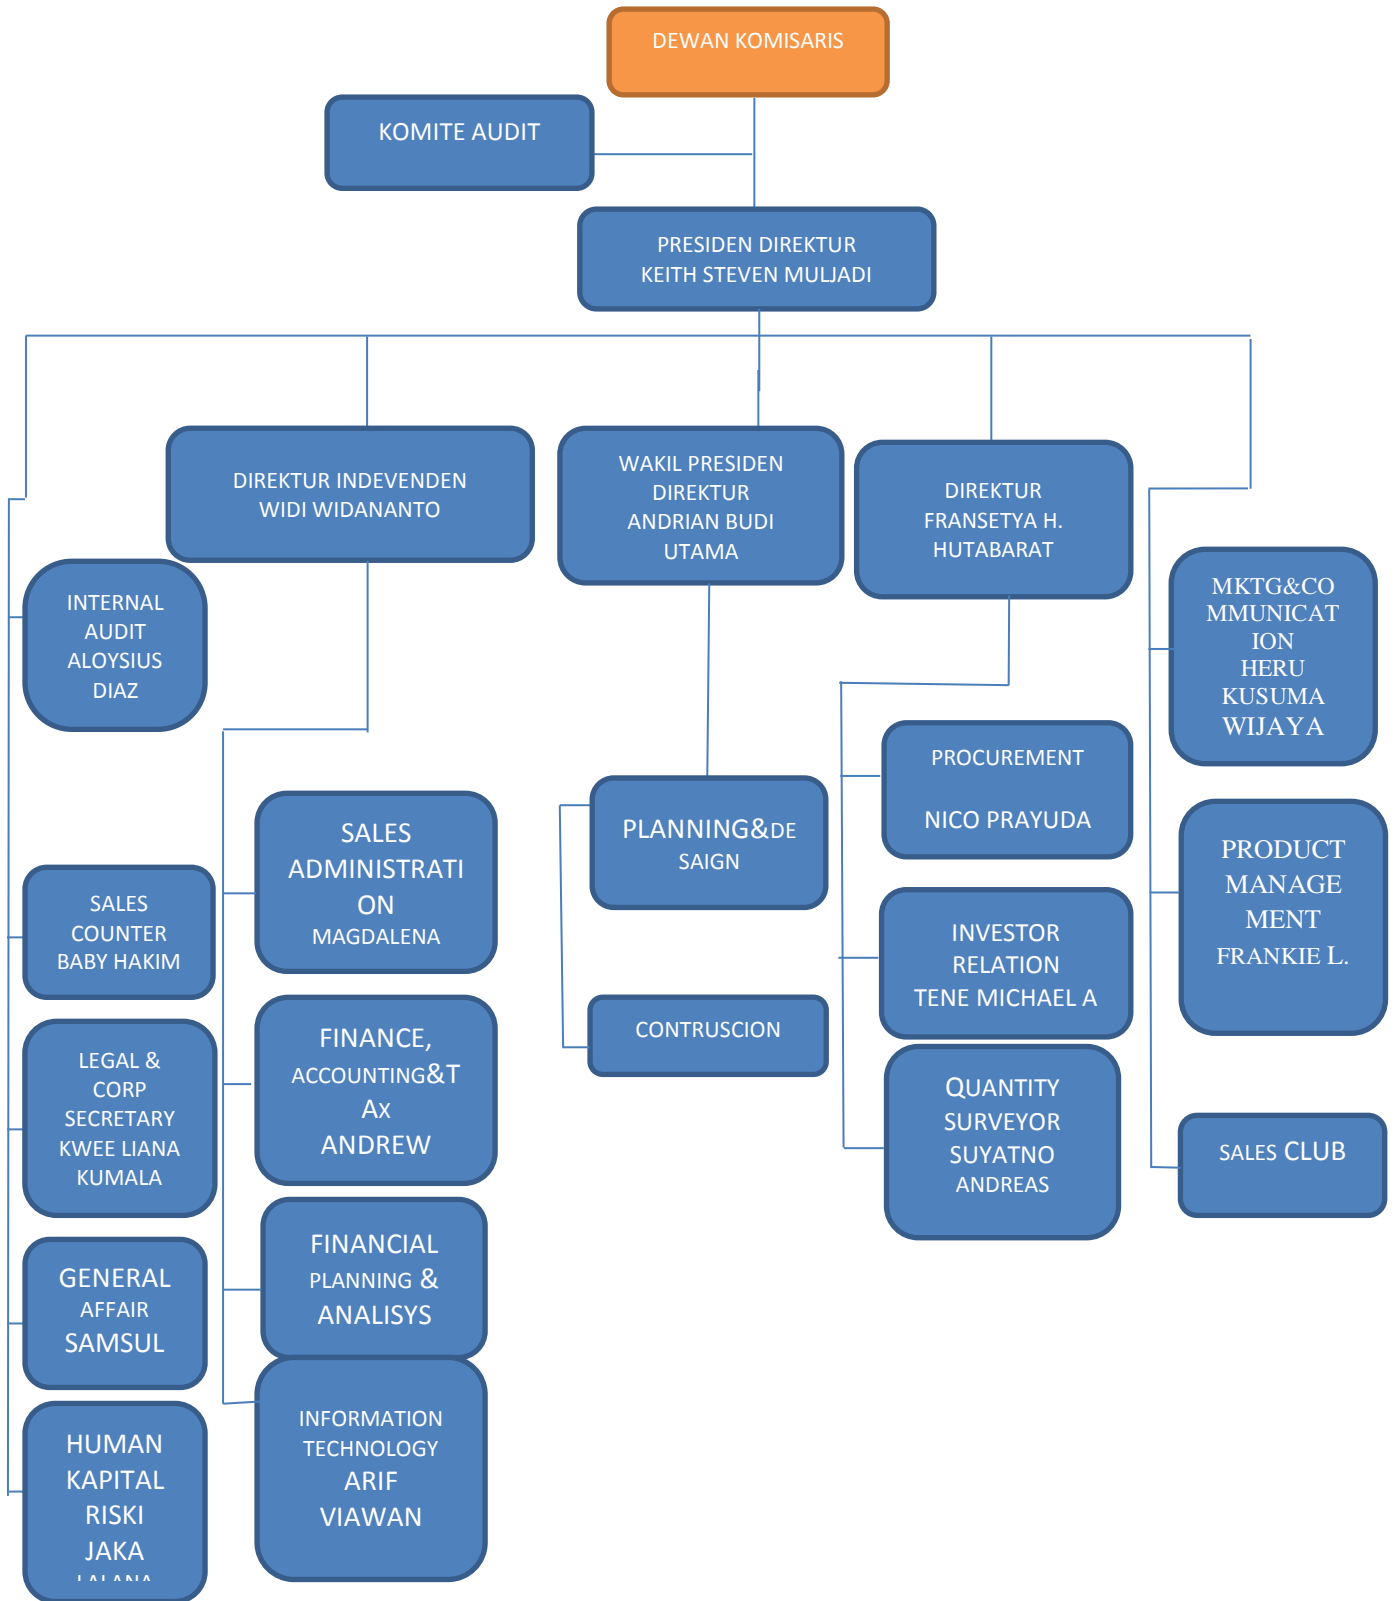 DEWAN KOMISARIS
KOMITE AUDIT
PRESIDEN DIREKTUR
KEITH STEVEN MULJADI
DIREKTUR INDEVENDEN
WIDI WIDANANTO
WAKIL PRESIDEN
DIREKTUR
ANDRIAN BUDI
UTAMA
DIREKTUR
FRANSETYA H.
HUTABARAT
INTERNAL
AUDIT
ALOYSIUS
DIAZ
MKTG&CO
MMUNICAT
ION
HERU
KUSUMA
WIJAYA
SALES
ADMINISTRATI
ON
MAGDALENA
PLANNING&DE
SAIGN
PROCUREMENT
NICO PRAYUDA
PRODUCT
MANAGE
MENT
FRANKIE L.
SALES
COUNTER
BABY HAKIM
INVESTOR
RELATION
TENE MICHAEL A
FINANCE,
ACCOUNTING&T
AX
ANDREW
CONTRUSCION
LEGAL &
CORP
SECRETARY
KWEE LIANA
KUMALA
QUANTITY
SURVEYOR
SUYATNO
ANDREAS
SALES CLUB
FINANCIAL
PLANNING &
ANALISYS
GENERAL
AFFAIR
SAMSUL
INFORMATION
TECHNOLOGY
ARIF
VIAWAN
HUMAN
KAPITAL
RISKI
JAKA
LALANA